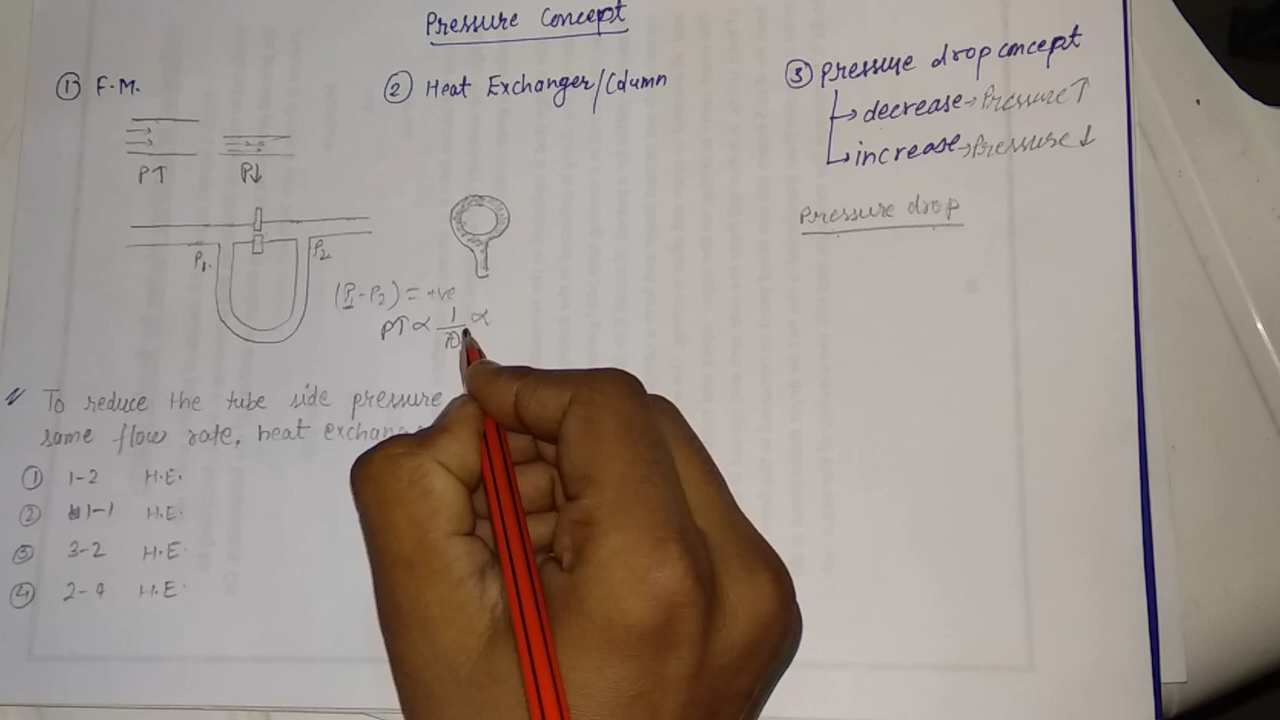 Pressure Concept
① F.M.
P↑ P↓
P₁ P₂
② Heat Exchanger/Column
(P₁-P₂) = +ve
P↑ ∝ 1/ ∝
③ Pressure drop concept
→ decrease → Pressure ↑
→ increase → Pressure ↓
Pressure drop
To reduce the tube side pressure
same flow rate, heat exchan
① 1-2 H.E.
② 1-1 H.E.
③ 3-2 H.E.
④ 2-4 H.E.